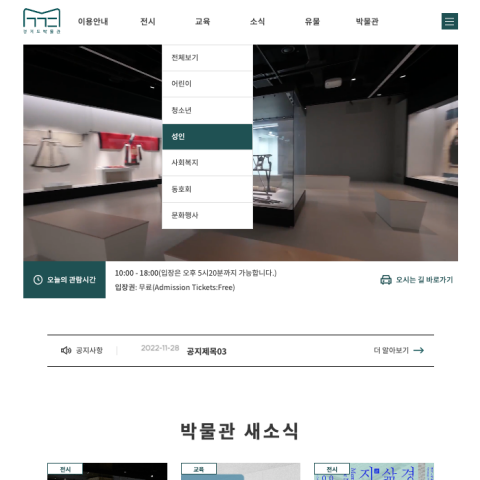 이용안내 전시 교육 소식 유물 박물관
전체보기
어린이
청소년
성인
사회복지
동호회
문화행사
오늘의 관람시간
10:00 - 18:00(입장은 오후 5시20분까지 가능합니다.)
입장권: 무료(Admission Tickets:Free)
오시는 길 바로가기
공지사항 2022-11-28 공지제목03 더 알아보기
박물관 새소식
전시 교육 전시
지 삶 경